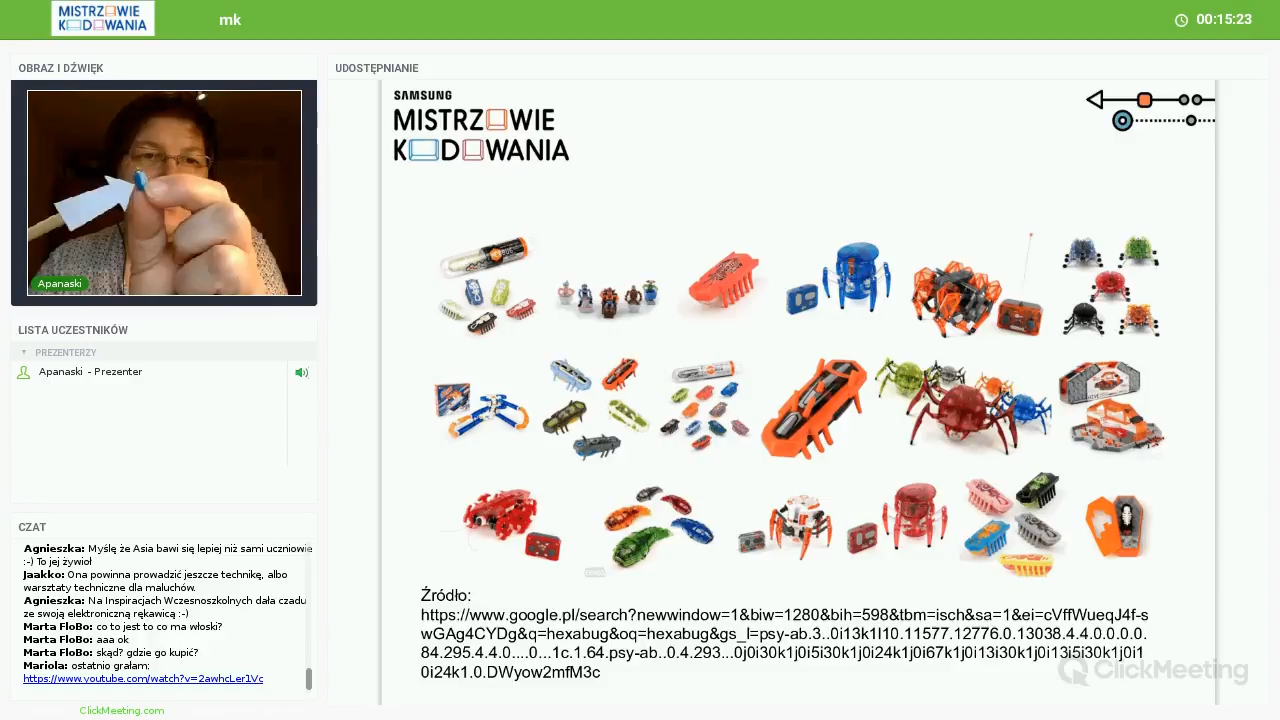 MISTRZ WIE
K D WANIA
mk
00:15:23
OBRAZ I DŹWIĘK
Apanaski
LISTA UCZESTNIKÓW
PREZENTERZY
Apanaski - Prezenter
CZAT
Agnieszka: Myślę że Asia bawi się lepiej niż sami uczniowie
:-) To jej żywioł
Jaakko: Ona powinna prowadzić jeszcze technikę, albo
warsztaty techniczne dla maluchów.
Agnieszka: Na Inspiracjach Wczesnoszkolnych dała czadu
ze swoją elektroniczną rękawicą :-)
Marta FloBo: co to jest to co ma włoski?
Marta FloBo: aaa ok
Marta FloBo: skąd? gdzie go kupić?
Mariola: ostatnio grałam:
https://www.youtube.com/watch?v=2awhcLer1Vc
ClickMeeting.com
UDOSTĘPNIANIE
SAMSUNG
MISTRZ WIE
K D WANIA
Źródło:
https://www.google.pl/search?newwindow=1&biw=1280&bih=598&tbm=isch&sa=1&ei=cVffWueqJ4f-s
wGAg4CYDg&q=hexabug&oq=hexabug&gs_l=psy-ab.3..0i13k1l10.11577.12776.0.13038.4.4.0.0.0.0.
84.295.4.4.0....0...1c.1.64.psy-ab..0.4.293...0j0i30k1j0i5i30k1j0i24k1j0i67k1j0i13i30k1j0i13i5i30k1j0i1
0i24k1.0.DWyow2mfM3c
ClickMeeting